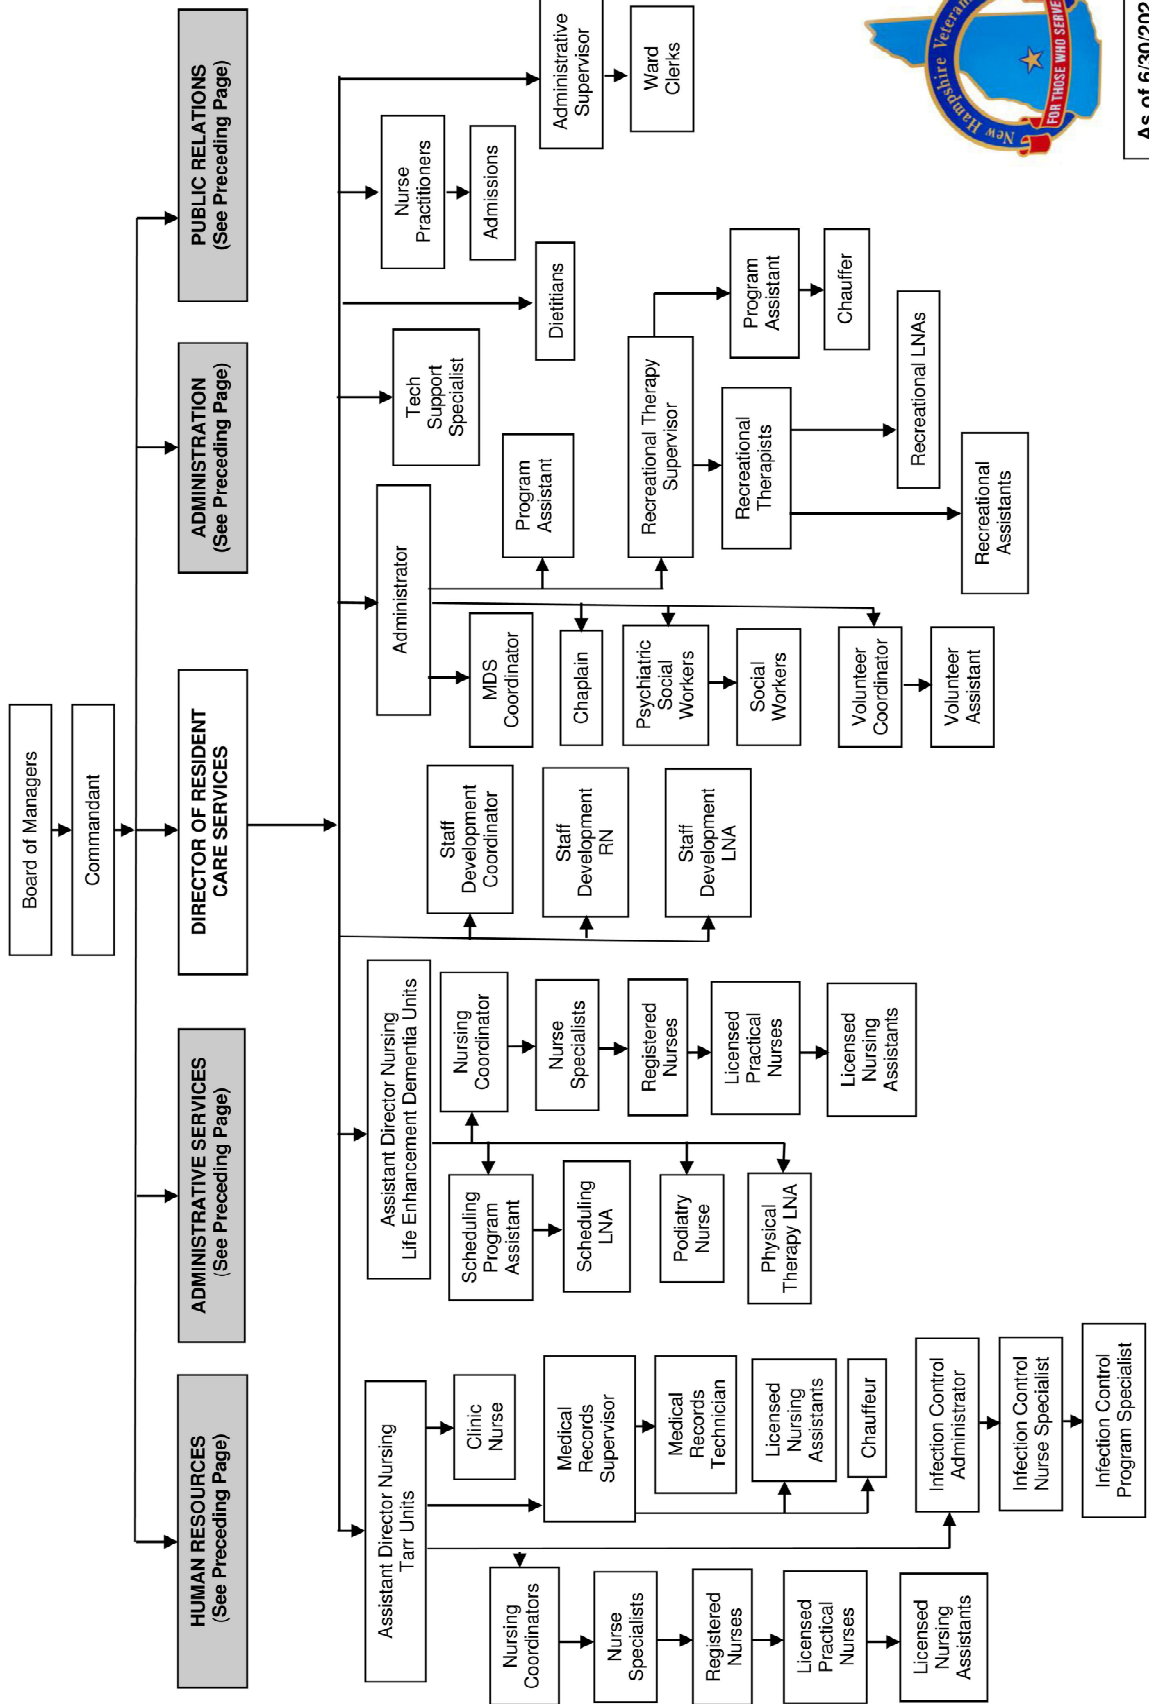 Board of Managers
Commandant
HUMAN RESOURCES
(See Preceding Page)
ADMINISTRATIVE SERVICES
(See Preceding Page)
DIRECTOR OF RESIDENT
CARE SERVICES
ADMINISTRATION
(See Preceding Page)
PUBLIC RELATIONS
(See Preceding Page)
Assistant Director Nursing
Tarr Units
Nursing
Coordinators
Nurse
Specialists
Registered
Nurses
Licensed
Practical
Nurses
Licensed
Nursing
Assistants
Clinic
Nurse
Medical
Records
Supervisor
Medical
Records
Technician
Licensed
Nursing
Assistants
Chauffeur
Infection Control
Administrator
Infection Control
Nurse Specialist
Infection Control
Program Specialist
Assistant Director Nursing
Life Enhancement Dementia Units
Scheduling
Program
Assistant
Scheduling
LNA
Podiatry
Nurse
Physical
Therapy LNA
Nursing
Coordinator
Nurse
Specialists
Registered
Nurses
Licensed
Practical
Nurses
Licensed
Nursing
Assistants
Staff
Development
Coordinator
Staff
Development
RN
Staff
Development
LNA
Administrator
MDS
Coordinator
Chaplain
Psychiatric
Social
Workers
Social
Workers
Volunteer
Coordinator
Volunteer
Assistant
Program
Assistant
Recreational Therapy
Supervisor
Recreational
Therapists
Recreational LNAs
Recreational
Assistants
Program
Assistant
Chauffer
Tech
Support
Specialist
Dietitians
Nurse
Practitioners
Admissions
Administrative
Supervisor
Ward
Clerks
New Hampshire Veteran
FOR THOSE WHO SERVE
As of 6/30/202